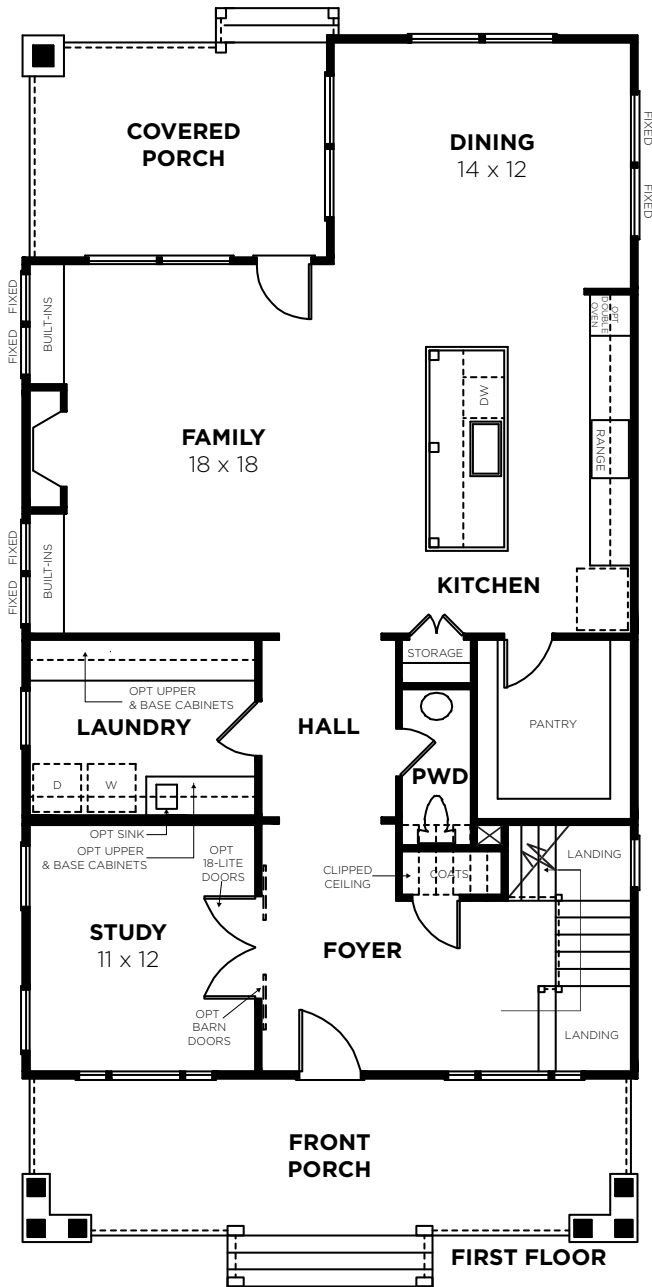 COVERED
PORCH
DINING
14 x 12
FIXED
FIXED
FIXED
FIXED
BUILT-INS
OPT
DOUBLE
OVEN
DW
RANGE
FAMILY
18 x 18
FIXED
FIXED
BUILT-INS
KITCHEN
STORAGE
OPT UPPER
& BASE CABINETS
LAUNDRY
HALL
PANTRY
PWD
D
W
OPT SINK
OPT UPPER
& BASE CABINETS
OPT
18-LITE
DOORS
CLIPPED
CEILING
COATS
LANDING
STUDY
11 x 12
FOYER
OPT
BARN
DOORS
LANDING
FRONT
PORCH
FIRST FLOOR